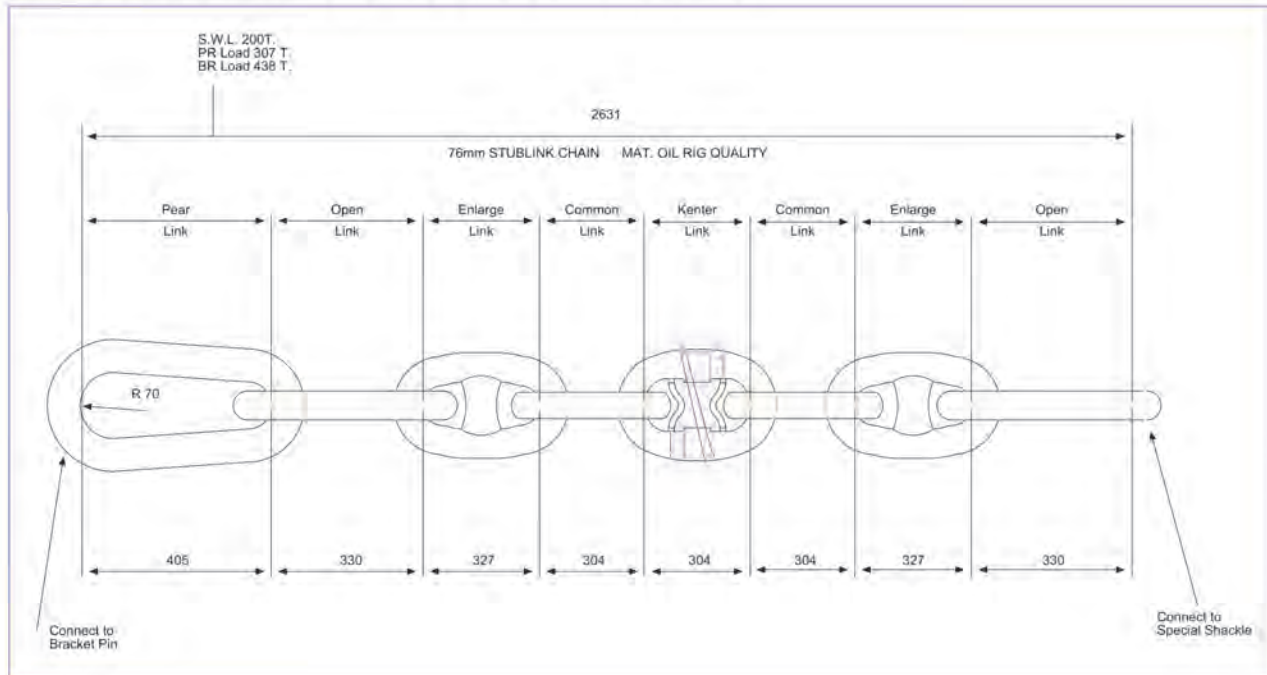 S.W.L. 200T.
PR Load 307 T.
BR Load 438 T.
2631
76mm STUBLINK CHAIN MAT. OIL RIG QUALITY
Pear Link
Open Link
Enlarge Link
Common Link
Kenter Link
Common Link
Enlarge Link
Open Link
R 70
405 330 327 304 304 304 327 330
Connect to
Bracket Pin
Connect to
Special Shackle